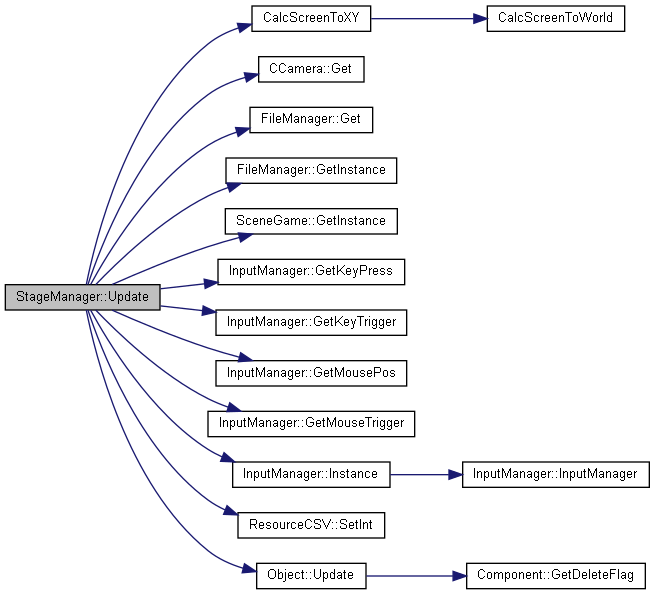 CalcScreenToXY
CalcScreenToWorld
CCamera::Get
FileManager::Get
FileManager::GetInstance
SceneGame::GetInstance
InputManager::GetKeyPress
StageManager::Update
InputManager::GetKeyTrigger
InputManager::GetMousePos
InputManager::GetMouseTrigger
InputManager::Instance
InputManager::InputManager
ResourceCSV::SetInt
Object::Update
Component::GetDeleteFlag